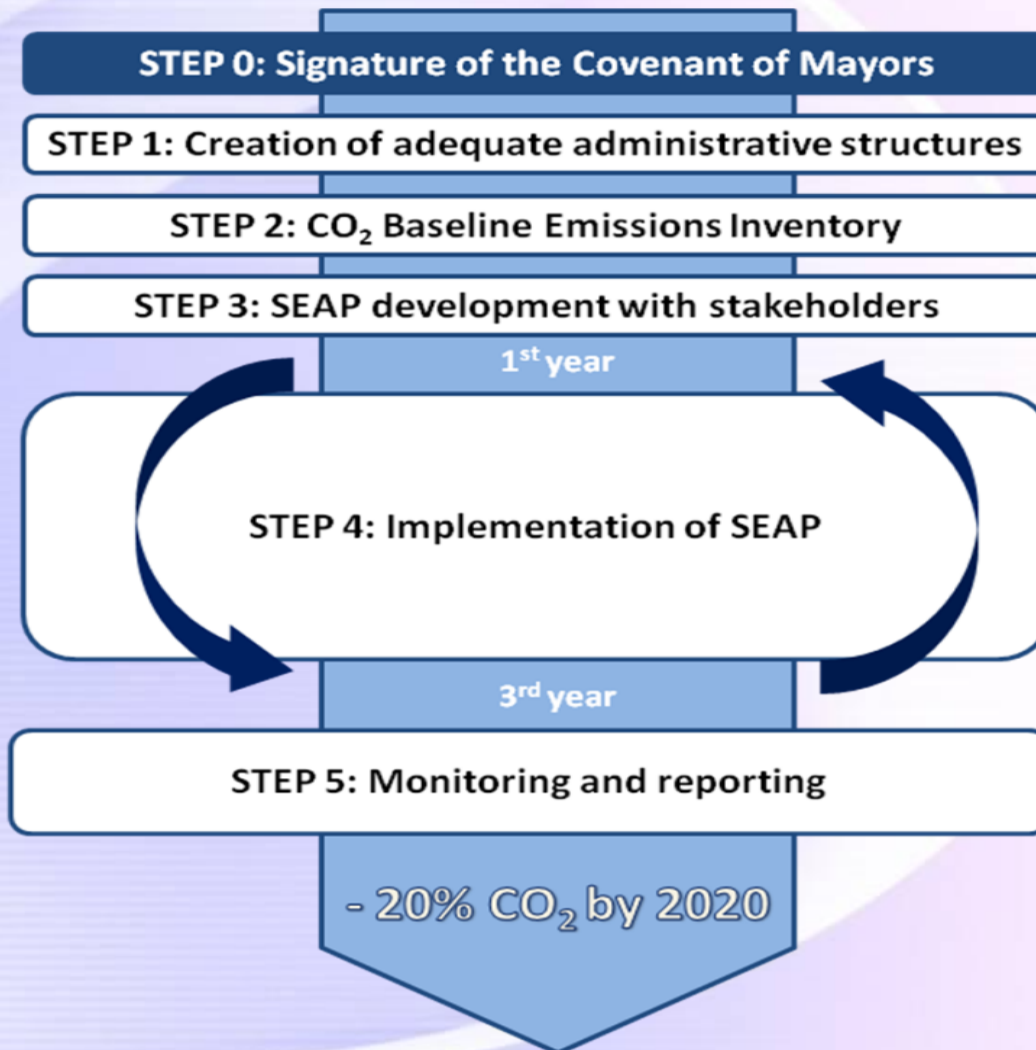 STEP 0: Signature of the Covenant of Mayors
STEP 1: Creation of adequate administrative structures
STEP 2: CO₂ Baseline Emissions Inventory
STEP 3: SEAP development with stakeholders
1st year
STEP 4: Implementation of SEAP
3rd year
STEP 5: Monitoring and reporting
- 20% CO₂ by 2020